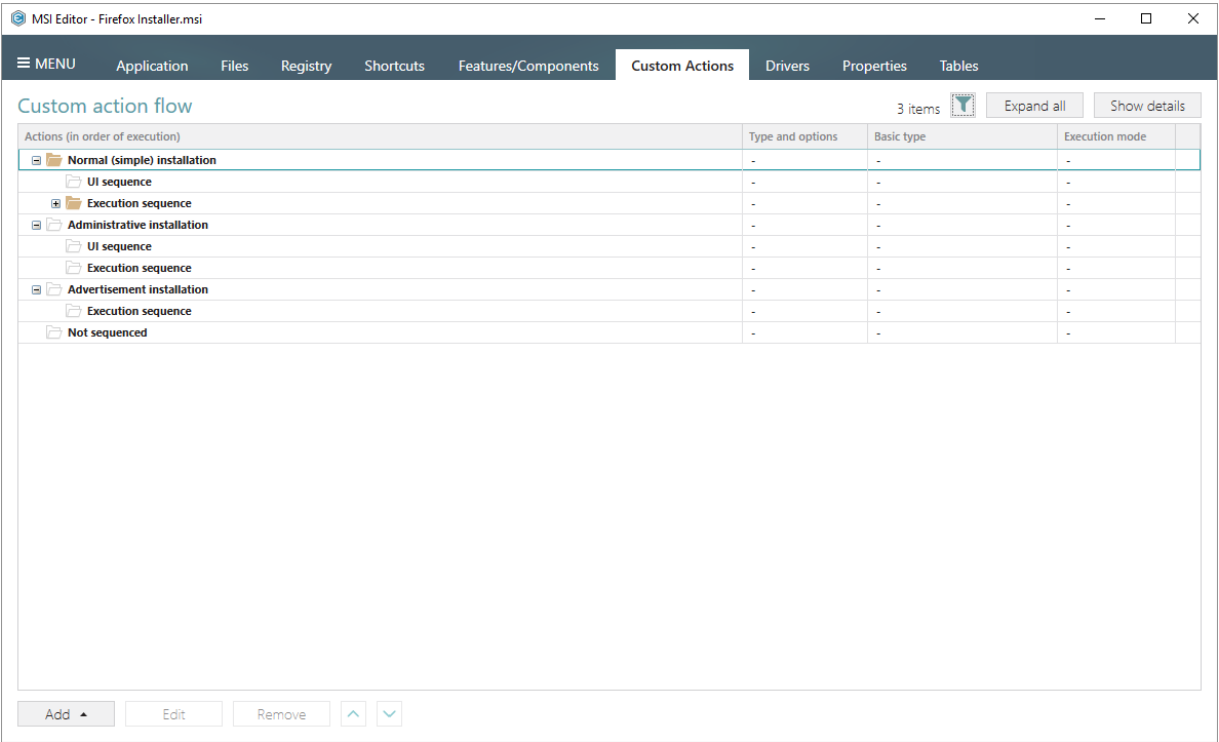 MSI Editor - Firefox Installer.msi
MENU Application Files Registry Shortcuts Features/Components Custom Actions Drivers Properties Tables
Custom action flow 3 items Expand all Show details
Actions (in order of execution) Type and options Basic type Execution mode
Normal (simple) installation - - -
UI sequence - - -
Execution sequence - - -
Administrative installation - - -
UI sequence - - -
Execution sequence - - -
Advertisement installation - - -
Execution sequence - - -
Not sequenced - - -
Add Edit Remove